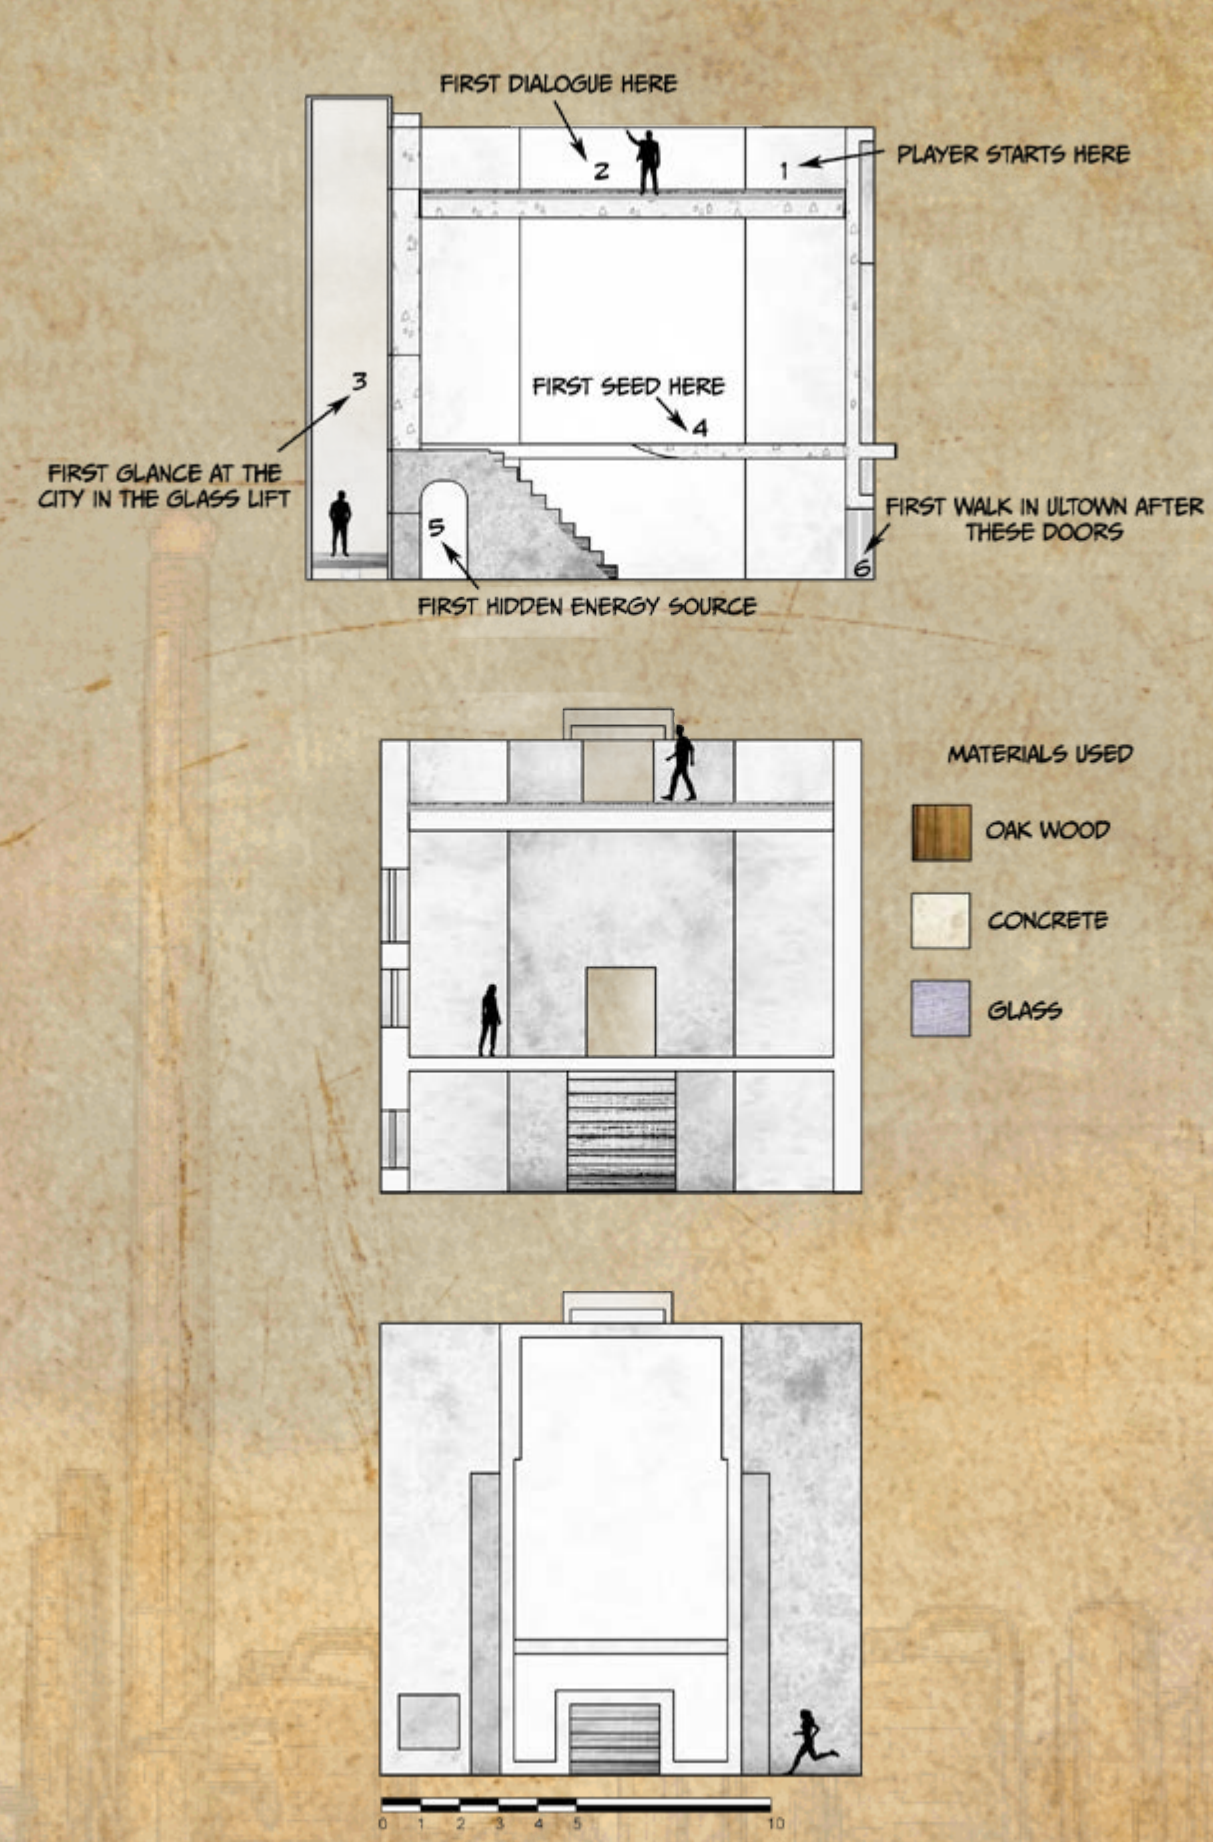 FIRST DIALOGUE HERE
2
1
PLAYER STARTS HERE
3
FIRST SEED HERE
4
FIRST GLANCE AT THE
CITY IN THE GLASS LIFT
5
FIRST WALK IN ULTOWN AFTER
THESE DOORS
6
FIRST HIDDEN ENERGY SOURCE
MATERIALS USED
OAK WOOD
CONCRETE
GLASS
0 1 2 3 4 5 10